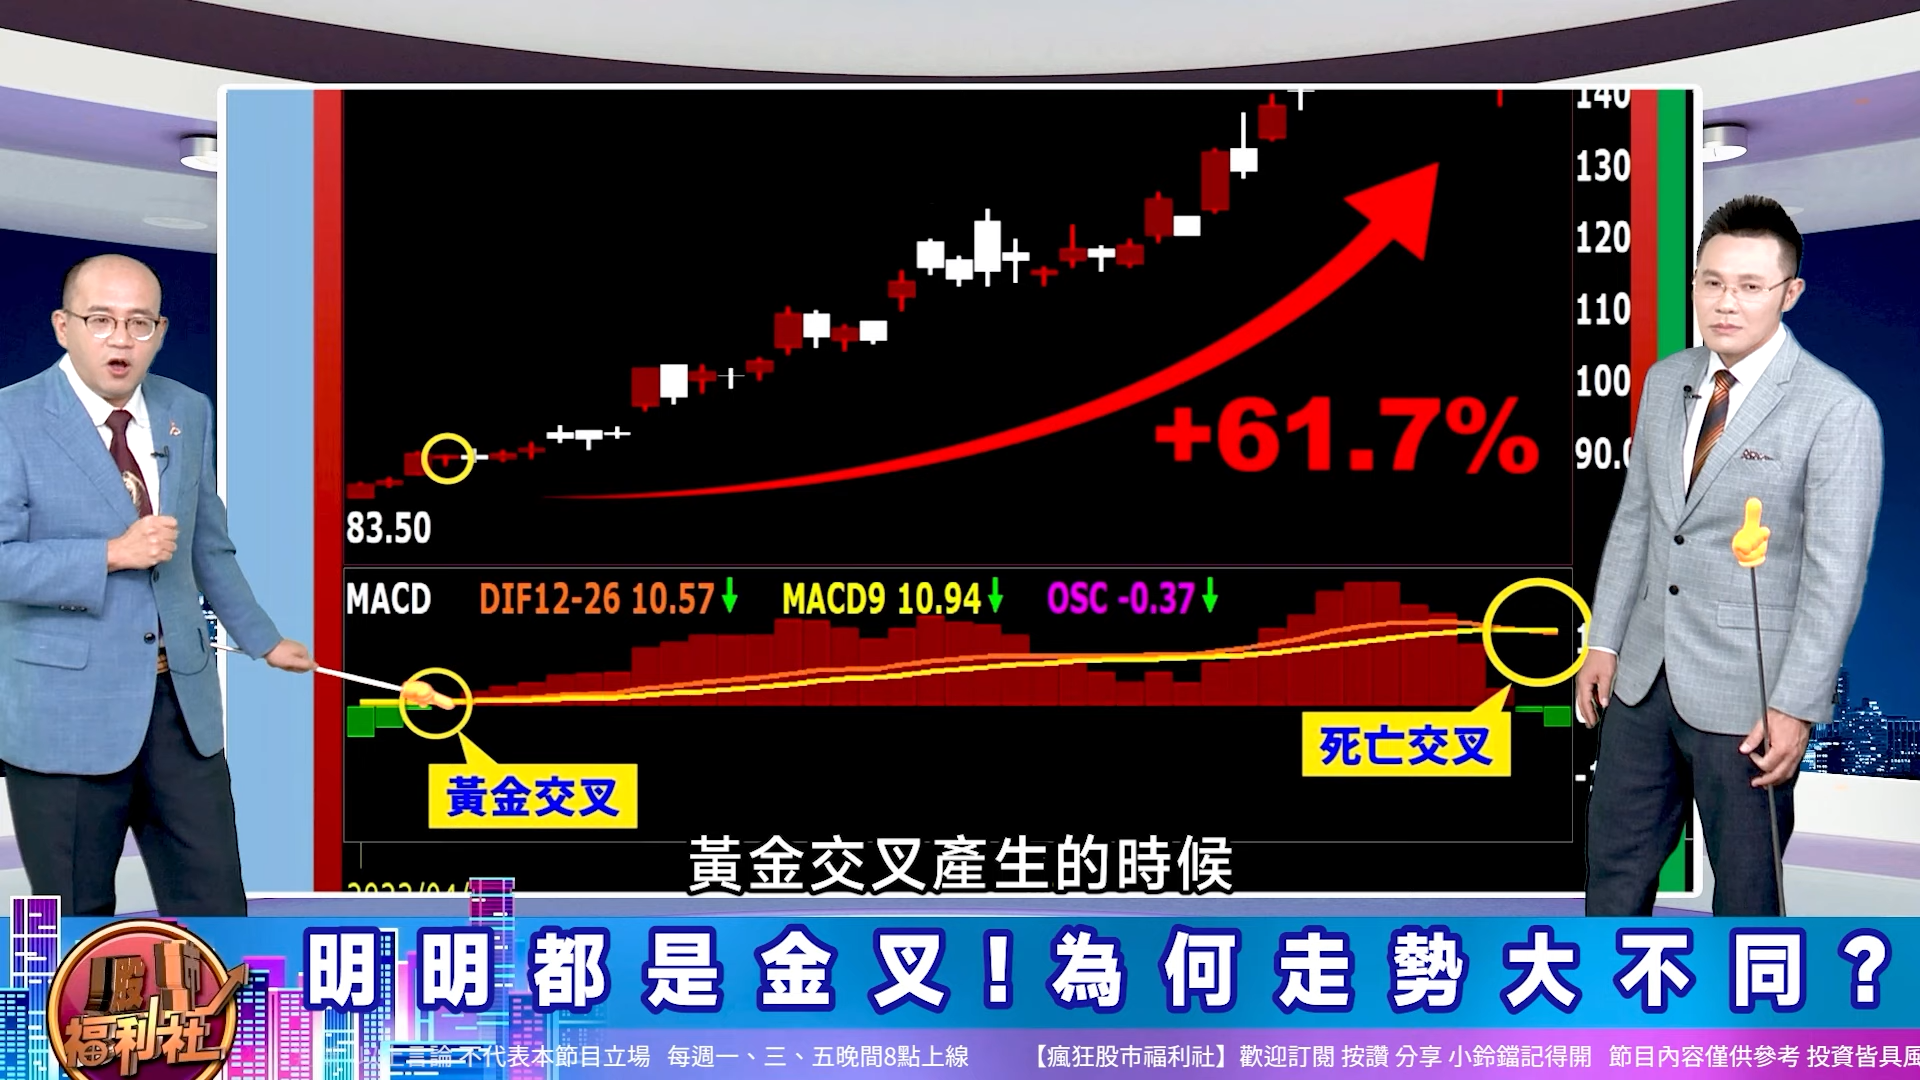 140
130
120
110
100
90.0
+61.7%
83.50
MACD DIF12-26 10.57↓ MACD9 10.94↓ OSC -0.37↓
死亡交叉
黃金交叉
黃金交叉產生的時候
明明都是金叉!為何走勢大不同?
股市
福利社
言論 不代表本節目立場 每週一、三、五晚間8點上線 【瘋狂股市福利社】歡迎訂閱 按讚 分享 小鈴鐺記得開 節目內容僅供參考 投資皆具風